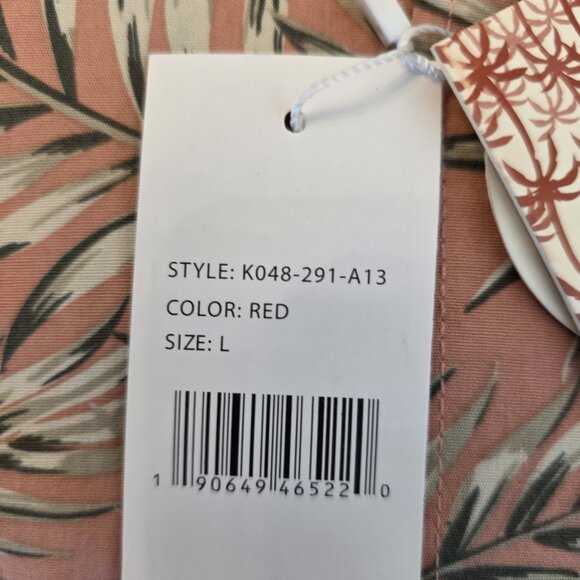 STYLE: K048-291-A13
COLOR: RED
SIZE: L
1 90649 46522 0